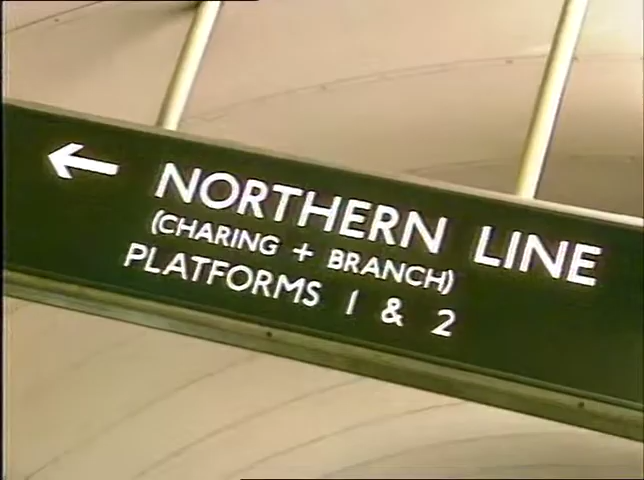 ← NORTHERN LINE
(CHARING + BRANCH)
PLATFORMS 1 & 2